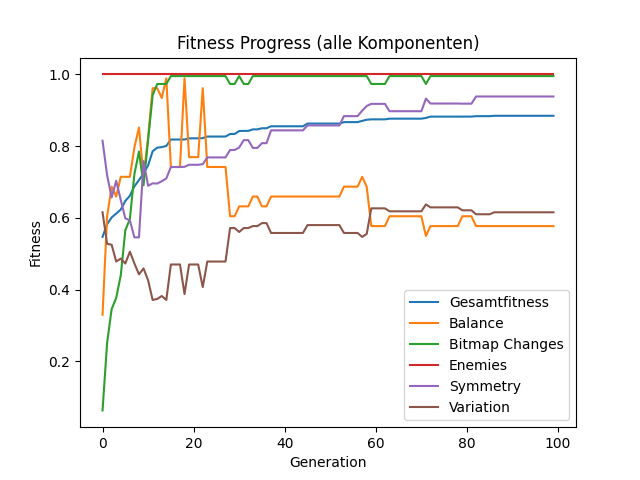 Fitness Progress (alle Komponenten)
1.0
0.8
0.6
0.4
0.2
Fitness
0
20
40
60
80
100
Generation
Gesamtfitness
Balance
Bitmap Changes
Enemies
Symmetry
Variation